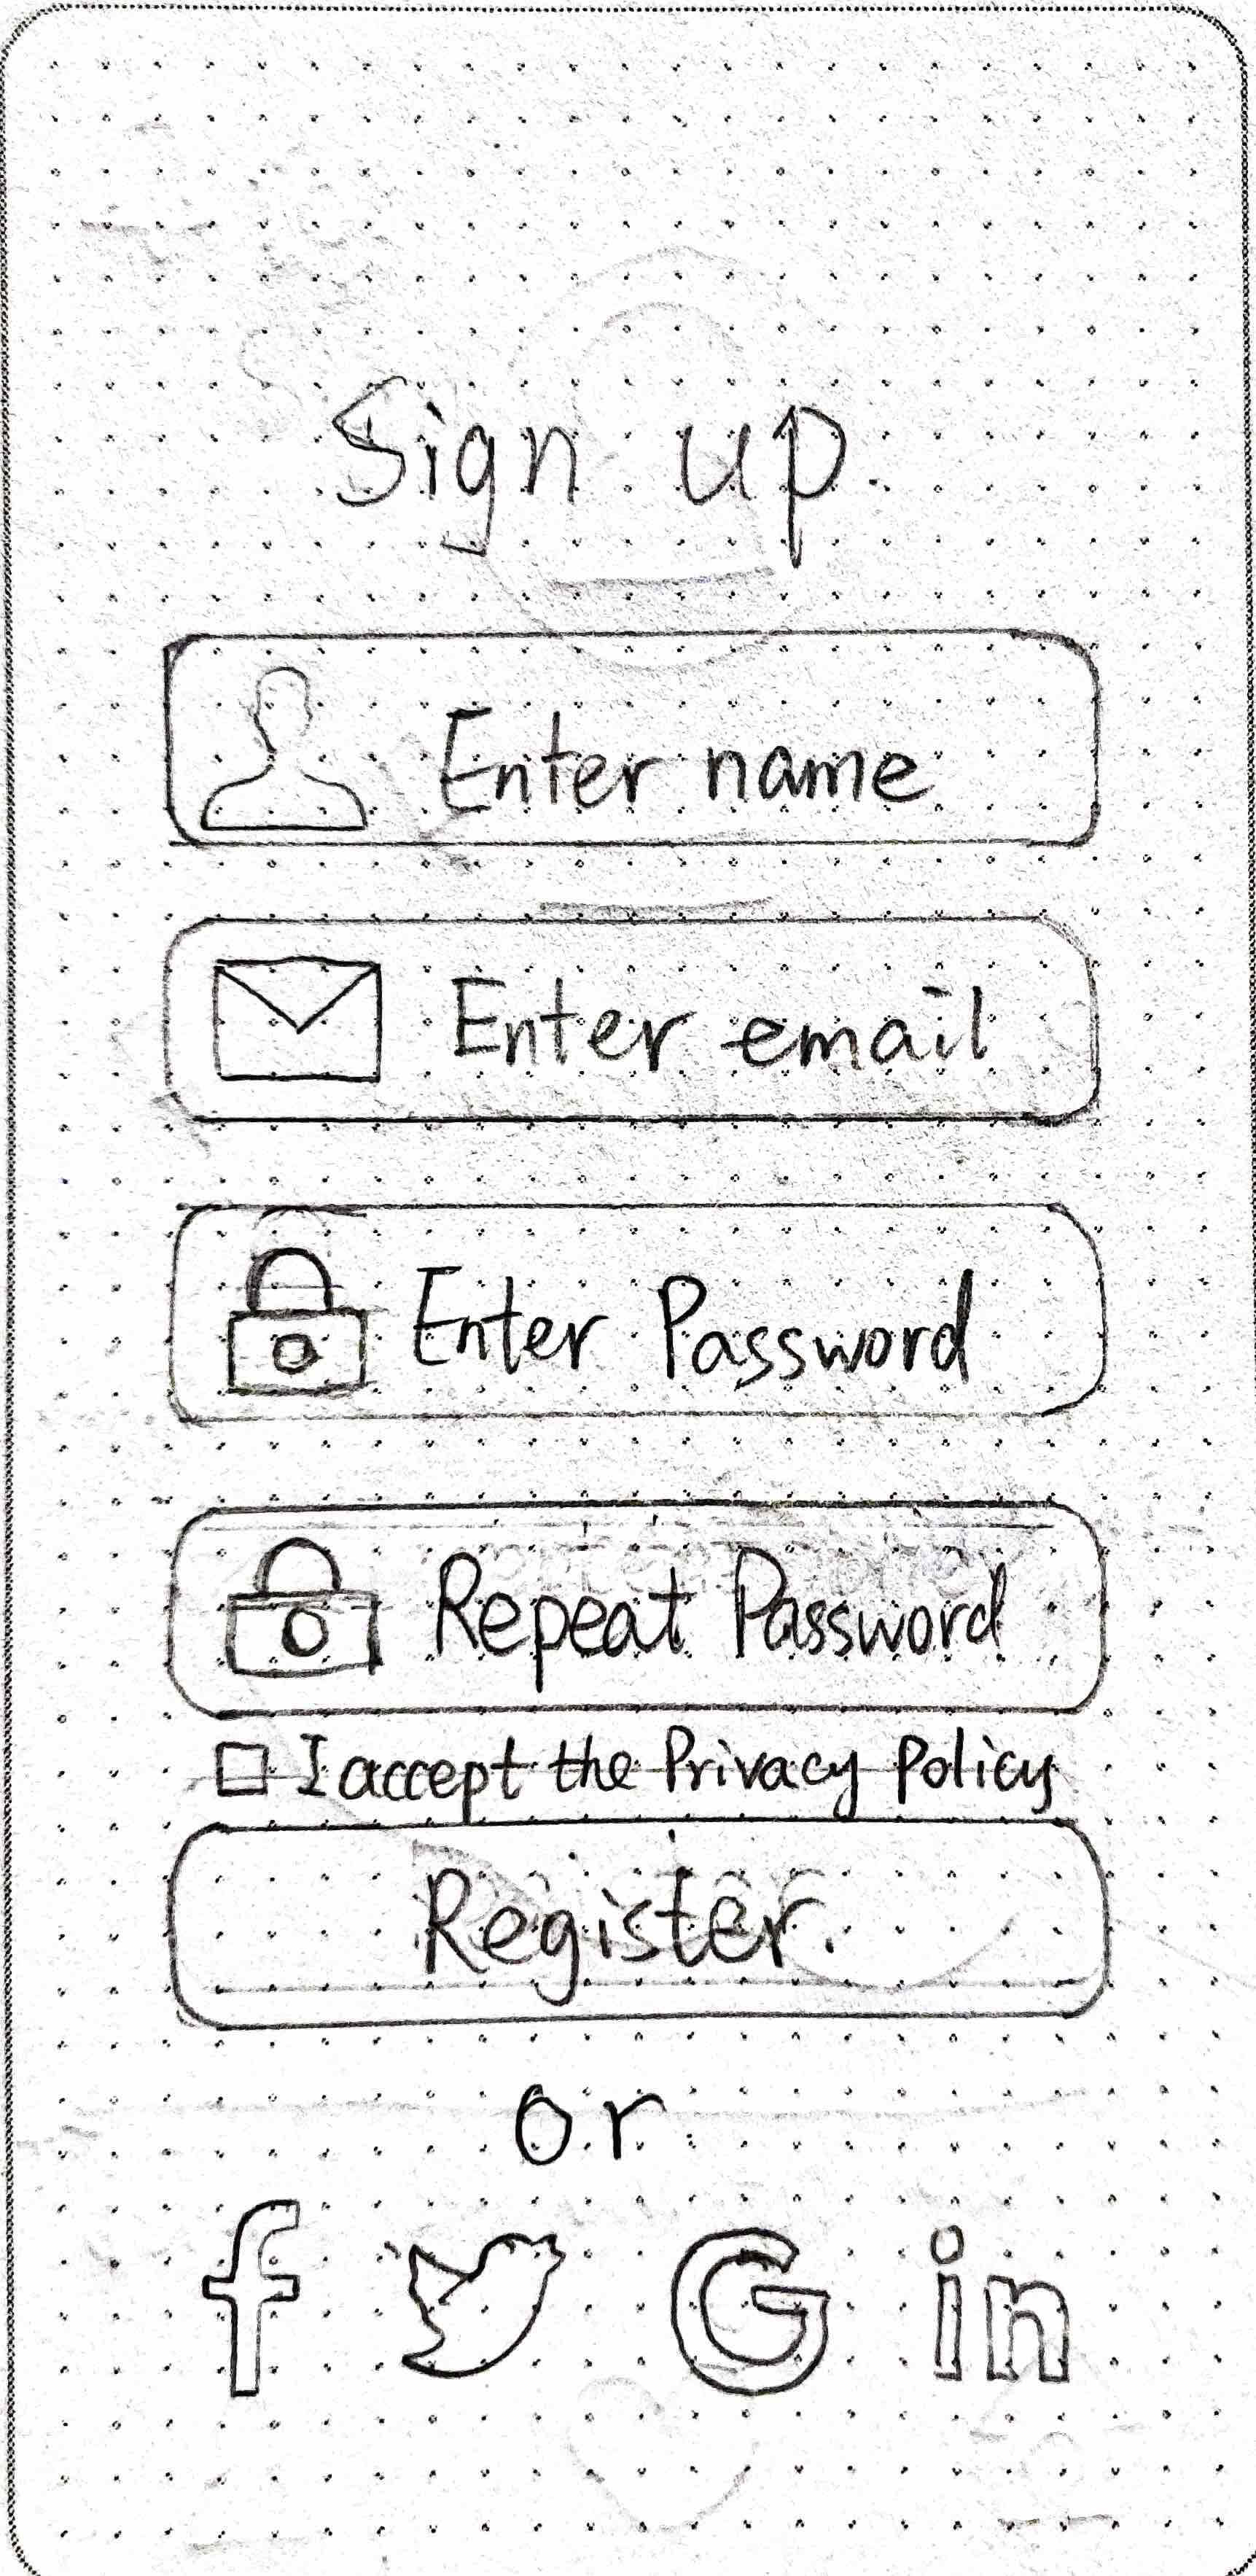 Sign up.
Enter name
Enter email
Enter Password
Repeat Password
I accept the Privacy Policy
Register.
or
f G in